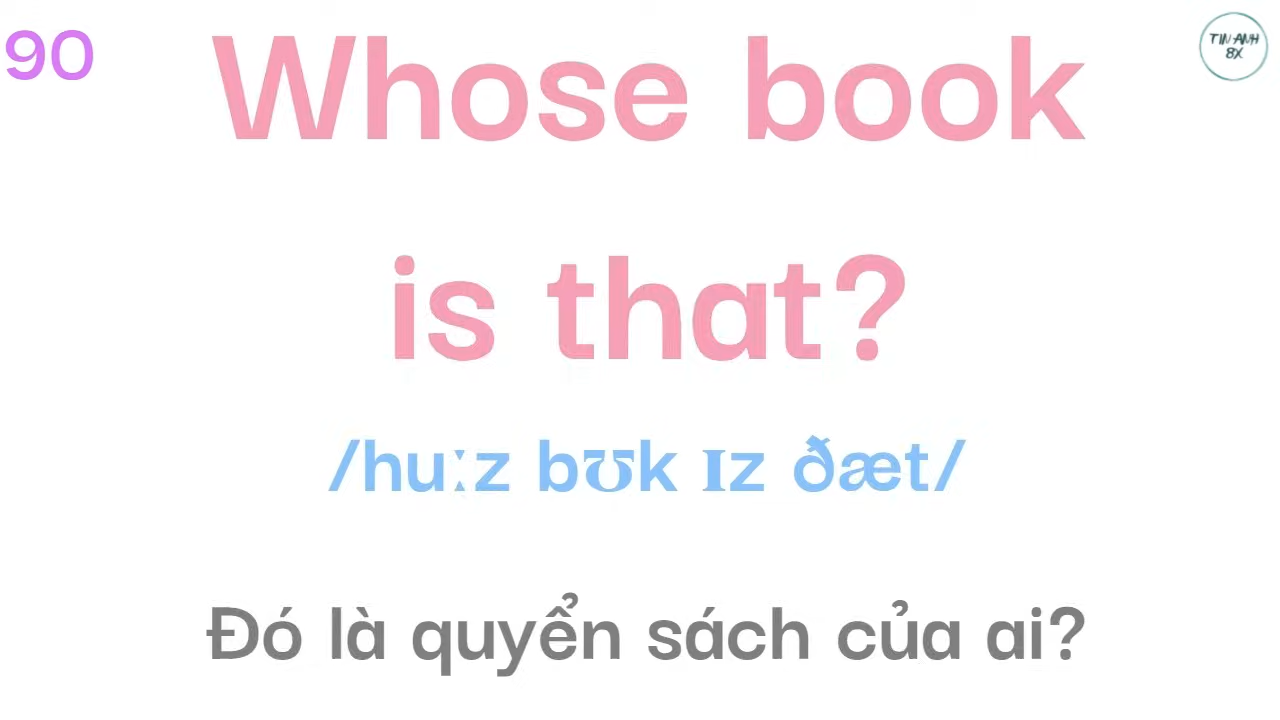 90
Whose book
is that?
/huːz bʊk ɪz ðæt/
Đó là quyển sách của ai?
TIN ANH
8X